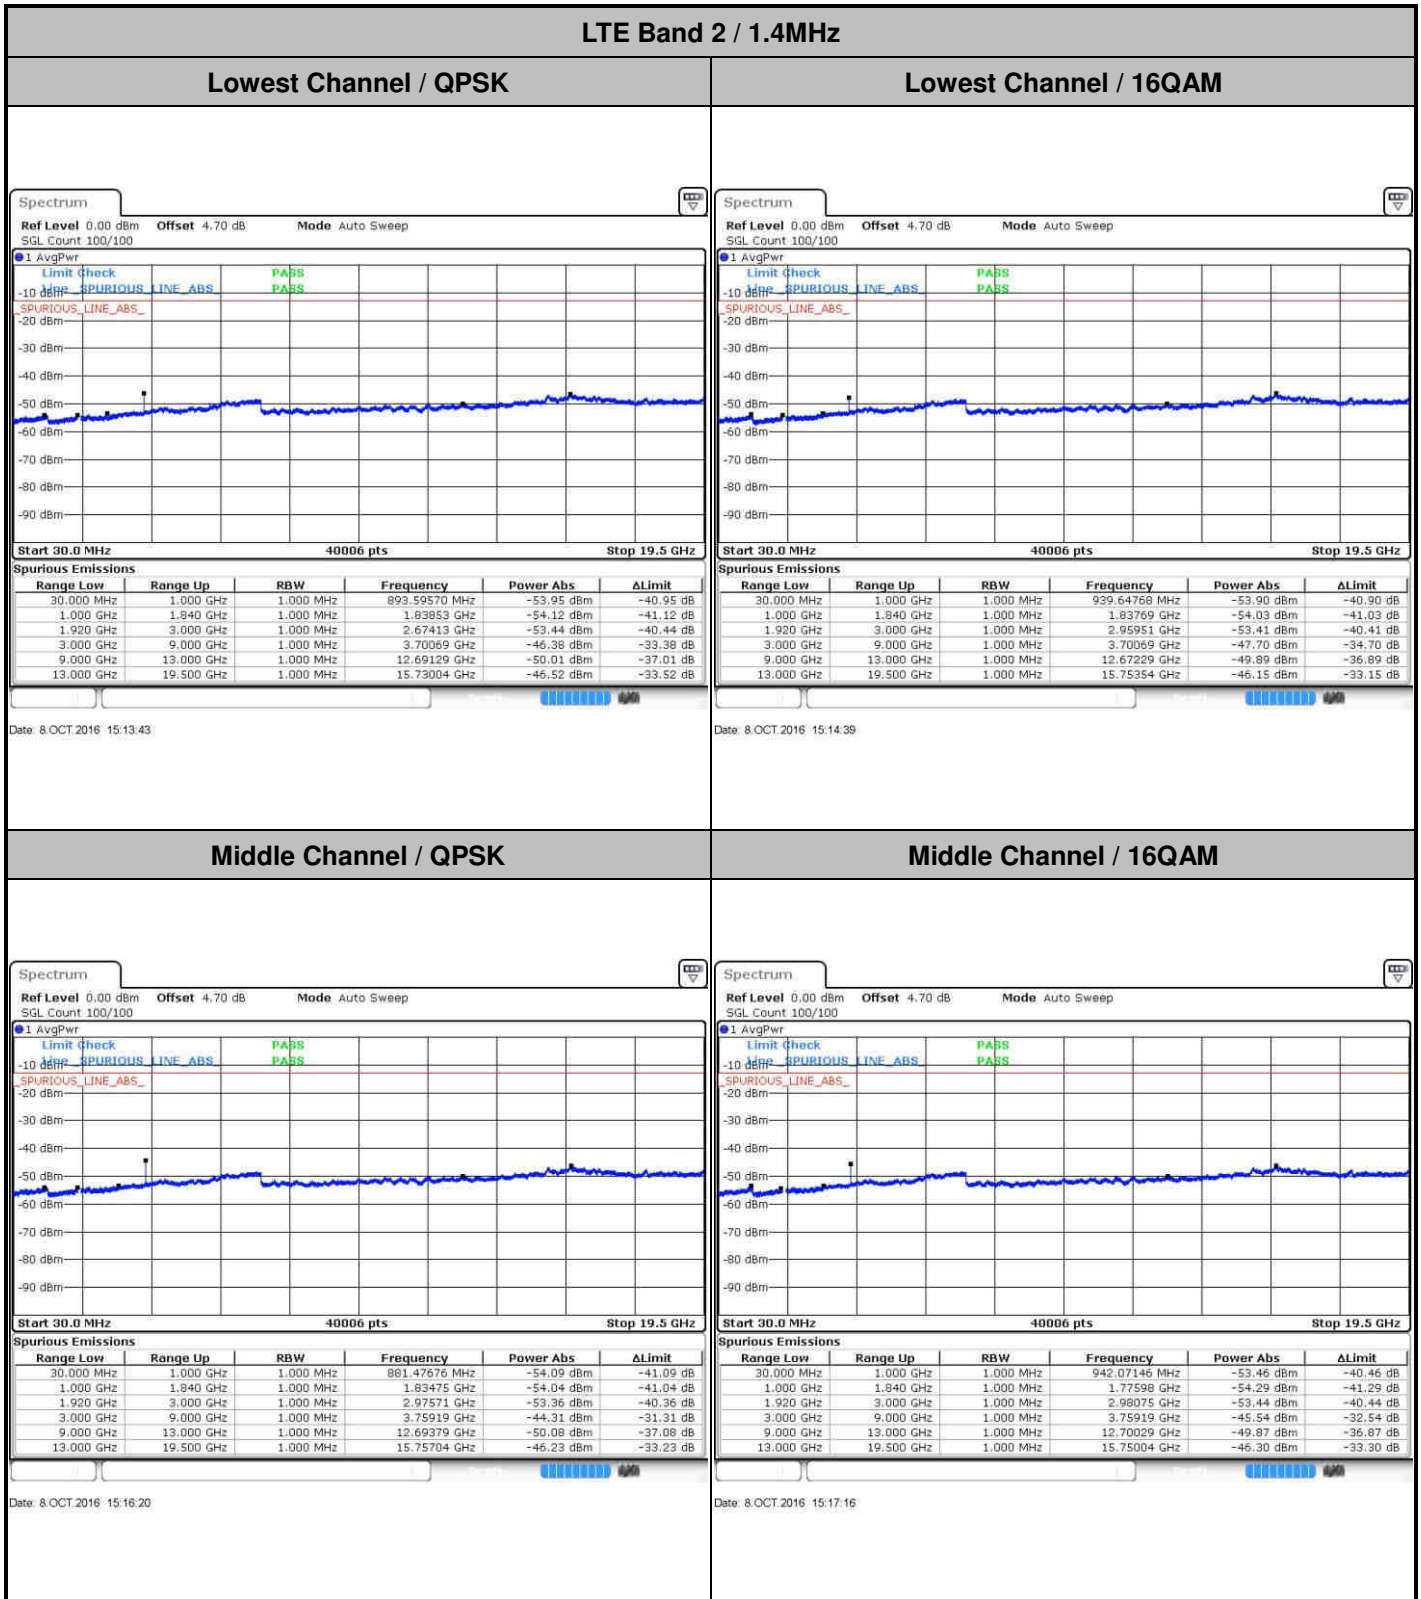 LTE Band 2 / 1.4MHz
Lowest Channel / QPSK
Lowest Channel / 16QAM
Spectrum
Ref Level 0.00 dBm Offset 4.70 dB Mode Auto Sweep
SGL Count 100/100
1 AvgPwr
Limit Check PASS
Line _SPURIOUS_LINE_ABS_ PASS
_SPURIOUS_LINE_ABS_
-10 dBm
-20 dBm
-30 dBm
-40 dBm
-50 dBm
-60 dBm
-70 dBm
-80 dBm
-90 dBm
Start 30.0 MHz 40006 pts Stop 19.5 GHz
Spurious Emissions
Range Low Range Up RBW Frequency Power Abs ΔLimit
30.000 MHz 1.000 GHz 1.000 MHz 893.59570 MHz -53.95 dBm -40.95 dB
1.000 GHz 1.840 GHz 1.000 MHz 1.83853 GHz -54.12 dBm -41.12 dB
1.920 GHz 3.000 GHz 1.000 MHz 2.67413 GHz -53.44 dBm -40.44 dB
3.000 GHz 9.000 GHz 1.000 MHz 3.70069 GHz -46.38 dBm -33.38 dB
9.000 GHz 13.000 GHz 1.000 MHz 12.69129 GHz -50.01 dBm -37.01 dB
13.000 GHz 19.500 GHz 1.000 MHz 15.73004 GHz -46.52 dBm -33.52 dB
Date: 8.OCT.2016 15:13:43
Spectrum
Ref Level 0.00 dBm Offset 4.70 dB Mode Auto Sweep
SGL Count 100/100
1 AvgPwr
Limit Check PASS
Line _SPURIOUS_LINE_ABS_ PASS
_SPURIOUS_LINE_ABS_
-10 dBm
-20 dBm
-30 dBm
-40 dBm
-50 dBm
-60 dBm
-70 dBm
-80 dBm
-90 dBm
Start 30.0 MHz 40006 pts Stop 19.5 GHz
Spurious Emissions
Range Low Range Up RBW Frequency Power Abs ΔLimit
30.000 MHz 1.000 GHz 1.000 MHz 939.64768 MHz -53.90 dBm -40.90 dB
1.000 GHz 1.840 GHz 1.000 MHz 1.83769 GHz -54.03 dBm -41.03 dB
1.920 GHz 3.000 GHz 1.000 MHz 2.95951 GHz -53.41 dBm -40.41 dB
3.000 GHz 9.000 GHz 1.000 MHz 3.70069 GHz -47.70 dBm -34.70 dB
9.000 GHz 13.000 GHz 1.000 MHz 12.67229 GHz -49.89 dBm -36.89 dB
13.000 GHz 19.500 GHz 1.000 MHz 15.75354 GHz -46.15 dBm -33.15 dB
Date: 8.OCT.2016 15:14:39
Middle Channel / QPSK
Middle Channel / 16QAM
Spectrum
Ref Level 0.00 dBm Offset 4.70 dB Mode Auto Sweep
SGL Count 100/100
1 AvgPwr
Limit Check PASS
Line _SPURIOUS_LINE_ABS_ PASS
_SPURIOUS_LINE_ABS_
-10 dBm
-20 dBm
-30 dBm
-40 dBm
-50 dBm
-60 dBm
-70 dBm
-80 dBm
-90 dBm
Start 30.0 MHz 40006 pts Stop 19.5 GHz
Spurious Emissions
Range Low Range Up RBW Frequency Power Abs ΔLimit
30.000 MHz 1.000 GHz 1.000 MHz 881.47676 MHz -54.09 dBm -41.09 dB
1.000 GHz 1.840 GHz 1.000 MHz 1.83475 GHz -54.04 dBm -41.04 dB
1.920 GHz 3.000 GHz 1.000 MHz 2.97571 GHz -53.36 dBm -40.36 dB
3.000 GHz 9.000 GHz 1.000 MHz 3.75919 GHz -44.31 dBm -31.31 dB
9.000 GHz 13.000 GHz 1.000 MHz 12.69379 GHz -50.08 dBm -37.08 dB
13.000 GHz 19.500 GHz 1.000 MHz 15.75704 GHz -46.23 dBm -33.23 dB
Date: 8.OCT.2016 15:16:20
Spectrum
Ref Level 0.00 dBm Offset 4.70 dB Mode Auto Sweep
SGL Count 100/100
1 AvgPwr
Limit Check PASS
Line _SPURIOUS_LINE_ABS_ PASS
_SPURIOUS_LINE_ABS_
-10 dBm
-20 dBm
-30 dBm
-40 dBm
-50 dBm
-60 dBm
-70 dBm
-80 dBm
-90 dBm
Start 30.0 MHz 40006 pts Stop 19.5 GHz
Spurious Emissions
Range Low Range Up RBW Frequency Power Abs ΔLimit
30.000 MHz 1.000 GHz 1.000 MHz 942.07146 MHz -53.46 dBm -40.46 dB
1.000 GHz 1.840 GHz 1.000 MHz 1.77598 GHz -54.29 dBm -41.29 dB
1.920 GHz 3.000 GHz 1.000 MHz 2.98075 GHz -53.44 dBm -40.44 dB
3.000 GHz 9.000 GHz 1.000 MHz 3.75919 GHz -45.54 dBm -32.54 dB
9.000 GHz 13.000 GHz 1.000 MHz 12.70029 GHz -49.87 dBm -36.87 dB
13.000 GHz 19.500 GHz 1.000 MHz 15.75004 GHz -46.30 dBm -33.30 dB
Date: 8.OCT.2016 15:17:16